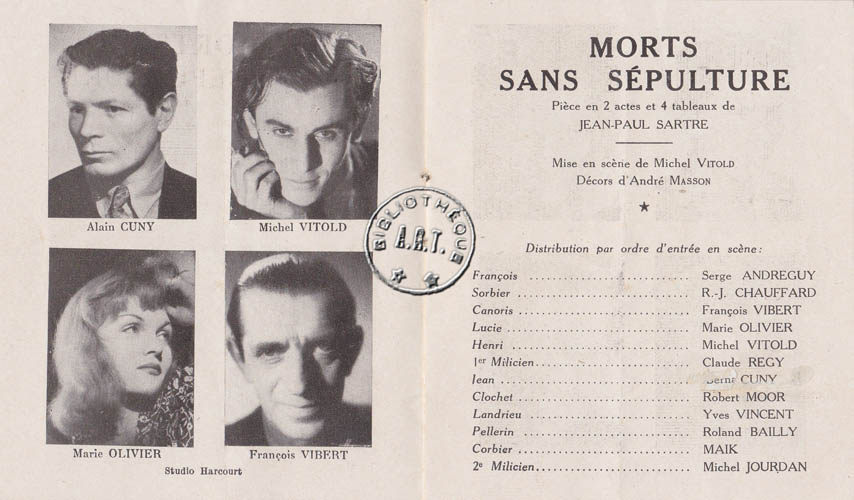 Alain CUNY
Michel VITOLD
Marie OLIVIER
François VIBERT
Studio Harcourt
BIBLIOTHÈQUE
A.R.T.
MORTS
SANS SÉPULTURE
Pièce en 2 actes et 4 tableaux de
JEAN-PAUL SARTRE
Mise en scène de Michel VITOLD
Décors d'André MASSON
Distribution par ordre d'entrée en scène :
François .............................. Serge ANDREGUY
Sorbier .............................. R.-J. CHAUFFARD
Canoris .............................. François VIBERT
Lucie .............................. Marie OLIVIER
Henri .............................. Michel VITOLD
1er Milicien.............................. Claude REGY
Jean .............................. CUNY
Clochet .............................. Robert MOOR
Landrieu .............................. Yves VINCENT
Pellerin .............................. Roland BAILLY
Corbier .............................. MAIK
2e Milicien.............................. Michel JOURDAN